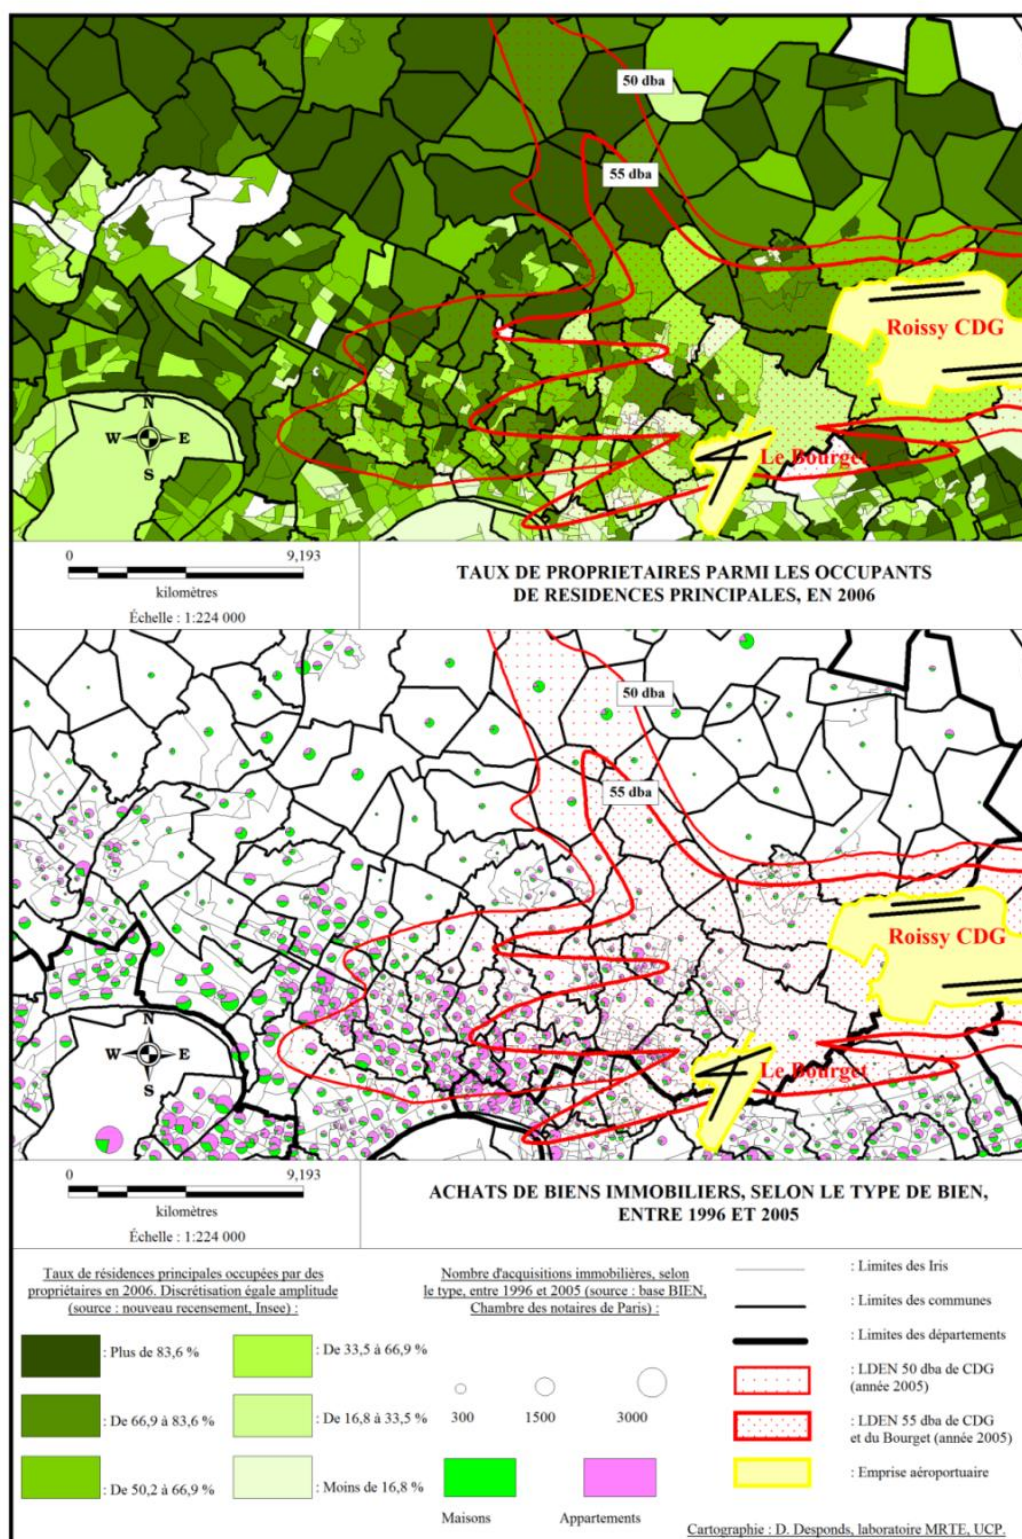 50 dba
55 dba
Roissy CDG
Le Bourget
N
W
E
S
0
9,193
kilomètres
Échelle : 1:224 000
TAUX DE PROPRIETAIRES PARMI LES OCCUPANTS
DE RESIDENCES PRINCIPALES, EN 2006
50 dba
55 dba
Roissy CDG
Le Bourget
N
W
E
S
0
9,193
kilomètres
Échelle : 1:224 000
ACHATS DE BIENS IMMOBILIERS, SELON LE TYPE DE BIEN,
ENTRE 1996 ET 2005
Taux de résidences principales occupées par des
propriétaires en 2006. Discrétisation égale amplitude
(source : nouveau recensement, Insee) :
: Plus de 83,6 %
: De 66,9 à 83,6 %
: De 50,2 à 66,9 %
: De 33,5 à 66,9 %
: De 16,8 à 33,5 %
: Moins de 16,8 %
Nombre d'acquisitions immobilières, selon
le type, entre 1996 et 2005 (source : base BIEN,
Chambre des notaires de Paris) :
300
1500
3000
Maisons
Appartements
: Limites des Iris
: Limites des communes
: Limites des départements
: LDEN 50 dba de CDG
(année 2005)
: LDEN 55 dba de CDG
et du Bourget (année 2005)
: Emprise aéroportuaire
Cartographie : D. Desponds, laboratoire MRTE, UCP.